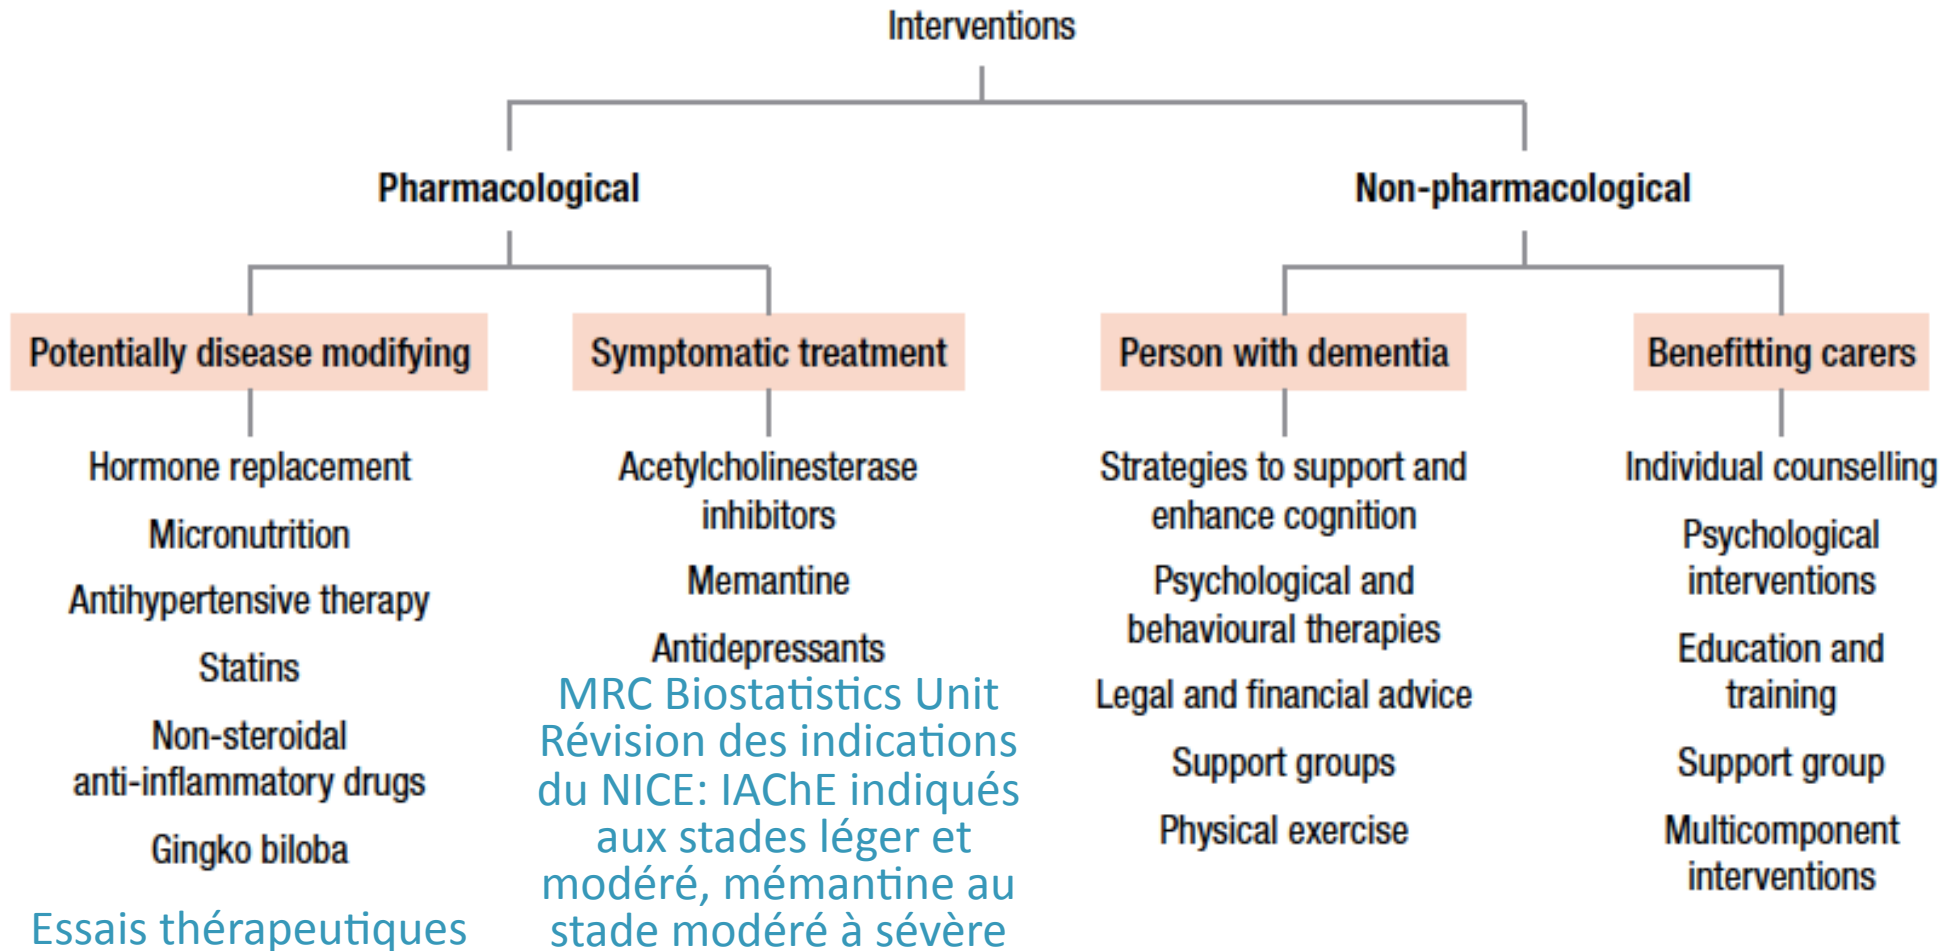 Interventions
Pharmacological
Non-pharmacological
Potentially disease modifying
Symptomatic treatment
Person with dementia
Benefitting carers
Hormone replacement
Micronutrition
Antihypertensive therapy
Statins
Non-steroidal
anti-inflammatory drugs
Gingko biloba
Essais thérapeutiques
Acetylcholinesterase
inhibitors
Memantine
Antidepressants
MRC Biostatistics Unit
Révision des indications
du NICE: IAChE indiqués
aux stades léger et
modéré, mémantine au
stade modéré à sévère
Strategies to support and
enhance cognition
Psychological and
behavioural therapies
Legal and financial advice
Support groups
Physical exercise
Individual counselling
Psychological
interventions
Education and
training
Support group
Multicomponent
interventions